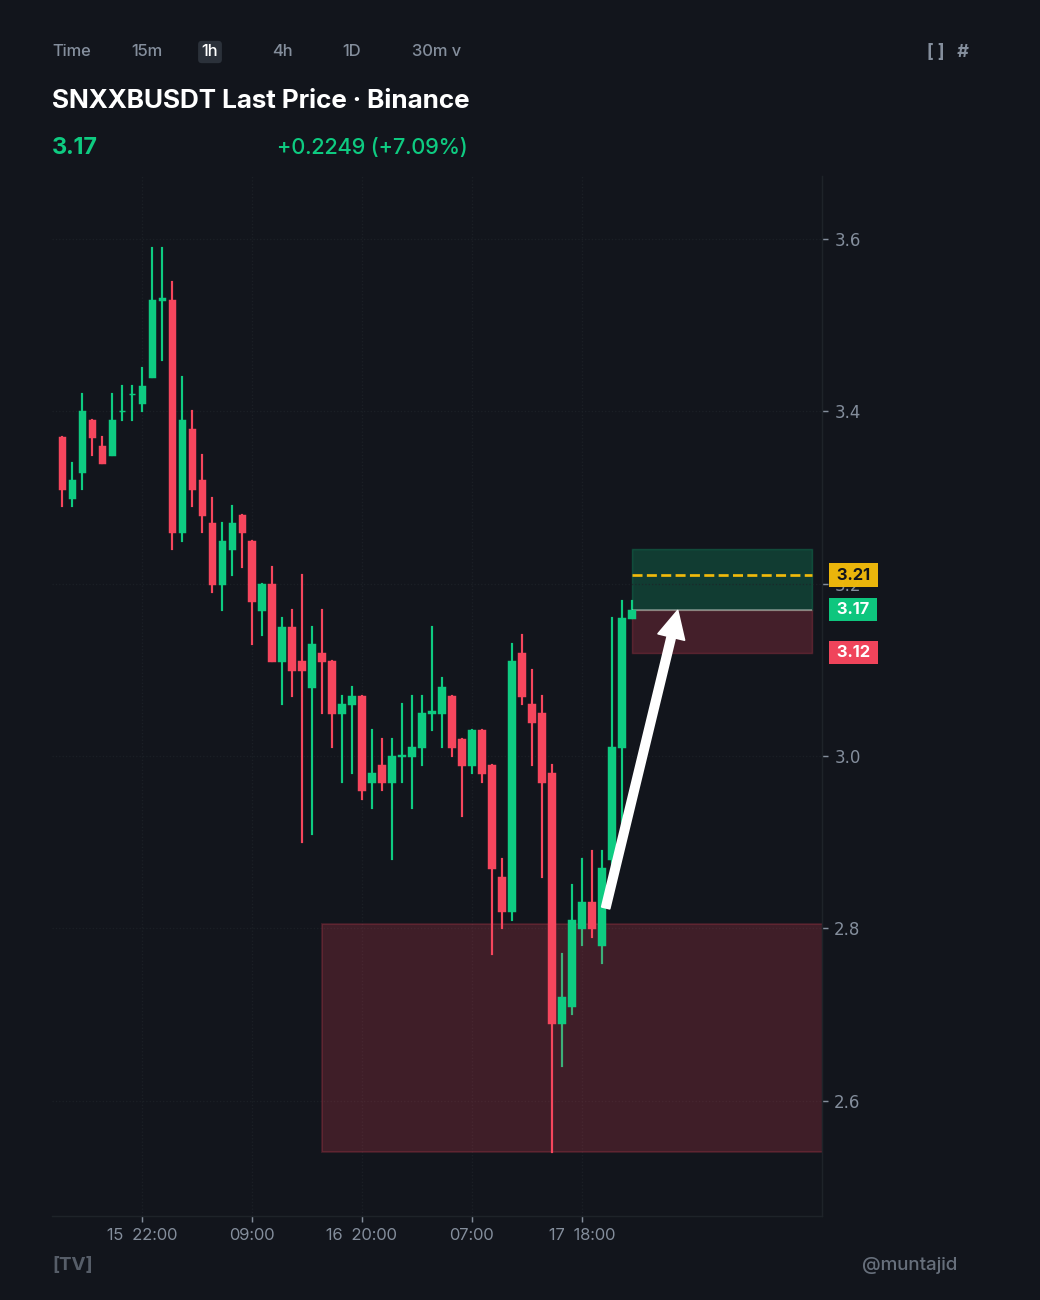 Time 15m 1h 4h 1D 30m v [ ] #
SNXXBUSDT Last Price · Binance
3.17 +0.2249 (+7.09%)
3.6
3.4
3.21
3.2
3.17
3.12
3.0
2.8
2.6
15 22:00 09:00 16 20:00 07:00 17 18:00
[TV] @muntajid